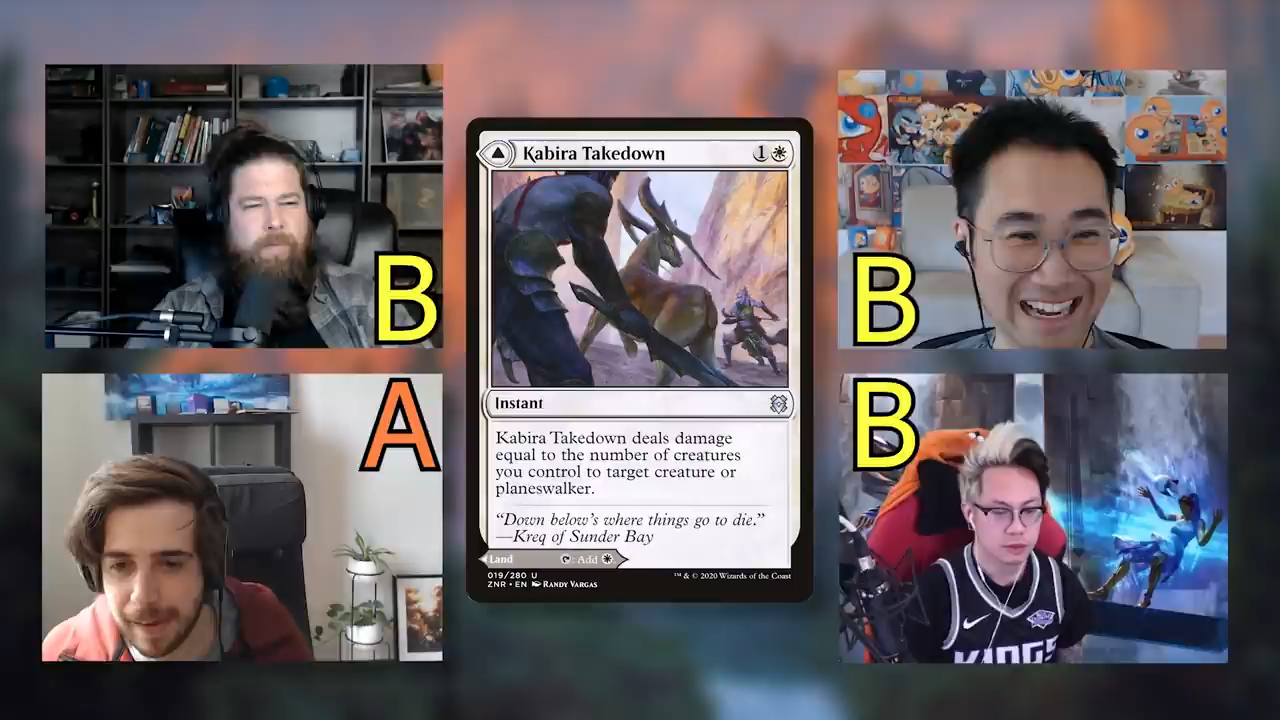 B
A
Kabira Takedown 1
Instant
Kabira Takedown deals damage
equal to the number of creatures
you control to target creature or
planeswalker.
“Down below’s where things go to die.”
—Kreq of Sunder Bay
Land : Add
019/280 U
ZNR • EN Randy Vargas
™ & © 2020 Wizards of the Coast
B
B
KINGS